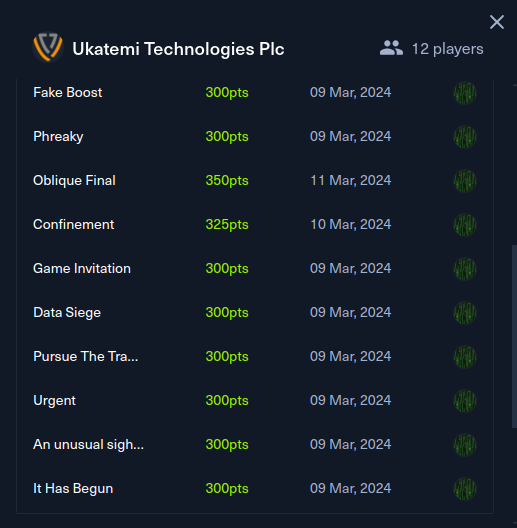 Ukatemi Technologies Plc 12 players
Fake Boost 300pts 09 Mar, 2024
Phreaky 300pts 09 Mar, 2024
Oblique Final 350pts 11 Mar, 2024
Confinement 325pts 10 Mar, 2024
Game Invitation 300pts 09 Mar, 2024
Data Siege 300pts 09 Mar, 2024
Pursue The Tra... 300pts 09 Mar, 2024
Urgent 300pts 09 Mar, 2024
An unusual sigh... 300pts 09 Mar, 2024
It Has Begun 300pts 09 Mar, 2024